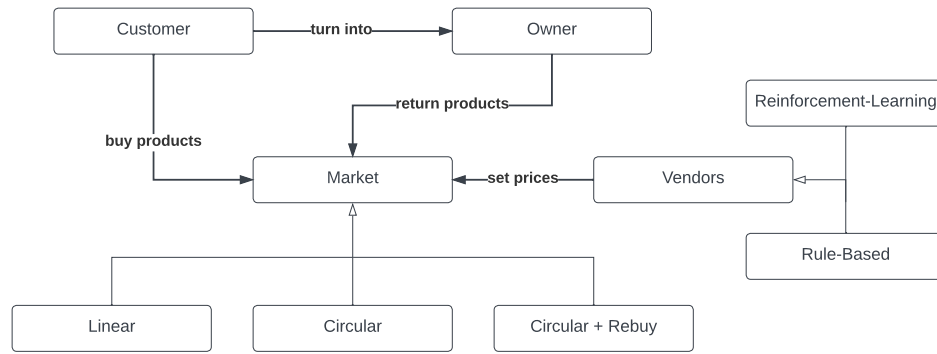 Customer
turn into
Owner
Reinforcement-Learning
return products
buy products
Market
set prices
Vendors
Rule-Based
Linear
Circular
Circular + Rebuy